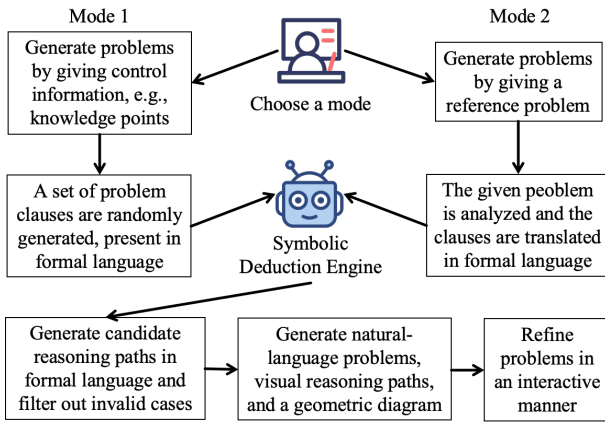 Mode 1
Mode 2
Generate problems
by giving control
information, e.g.,
knowledge points
Choose a mode
Generate problems
by giving a
reference problem
A set of problem
clauses are randomly
generated, present in
formal language
Symbolic
Deduction Engine
The given peoblem
is analyzed and the
clauses are translated
in formal language
Generate candidate
reasoning paths in
formal language and
filter out invalid cases
Generate natural-
language problems,
visual reasoning paths,
and a geometric diagram
Refine
problems in
an interactive
manner